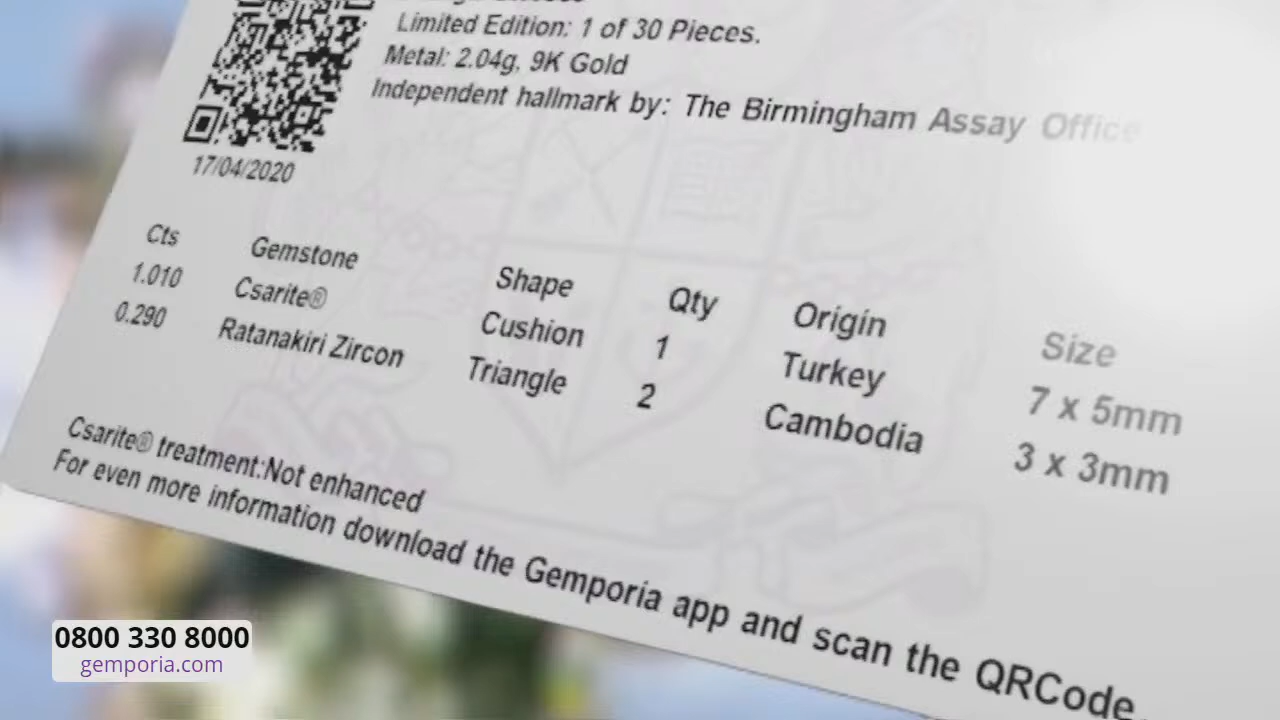 Limited Edition: 1 of 30 Pieces.
Metal: 2.04g, 9K Gold
Independent hallmark by: The Birmingham Assay Office
17/04/2020
Cts Gemstone Shape Qty Origin Size
1.010 Csarite® Cushion 1 Turkey 7 x 5mm
0.290 Ratanakiri Zircon Triangle 2 Cambodia 3 x 3mm
Csarite® treatment:Not enhanced
For even more information download the Gemporia app and scan the QRCode.
0800 330 8000
gemporia.com